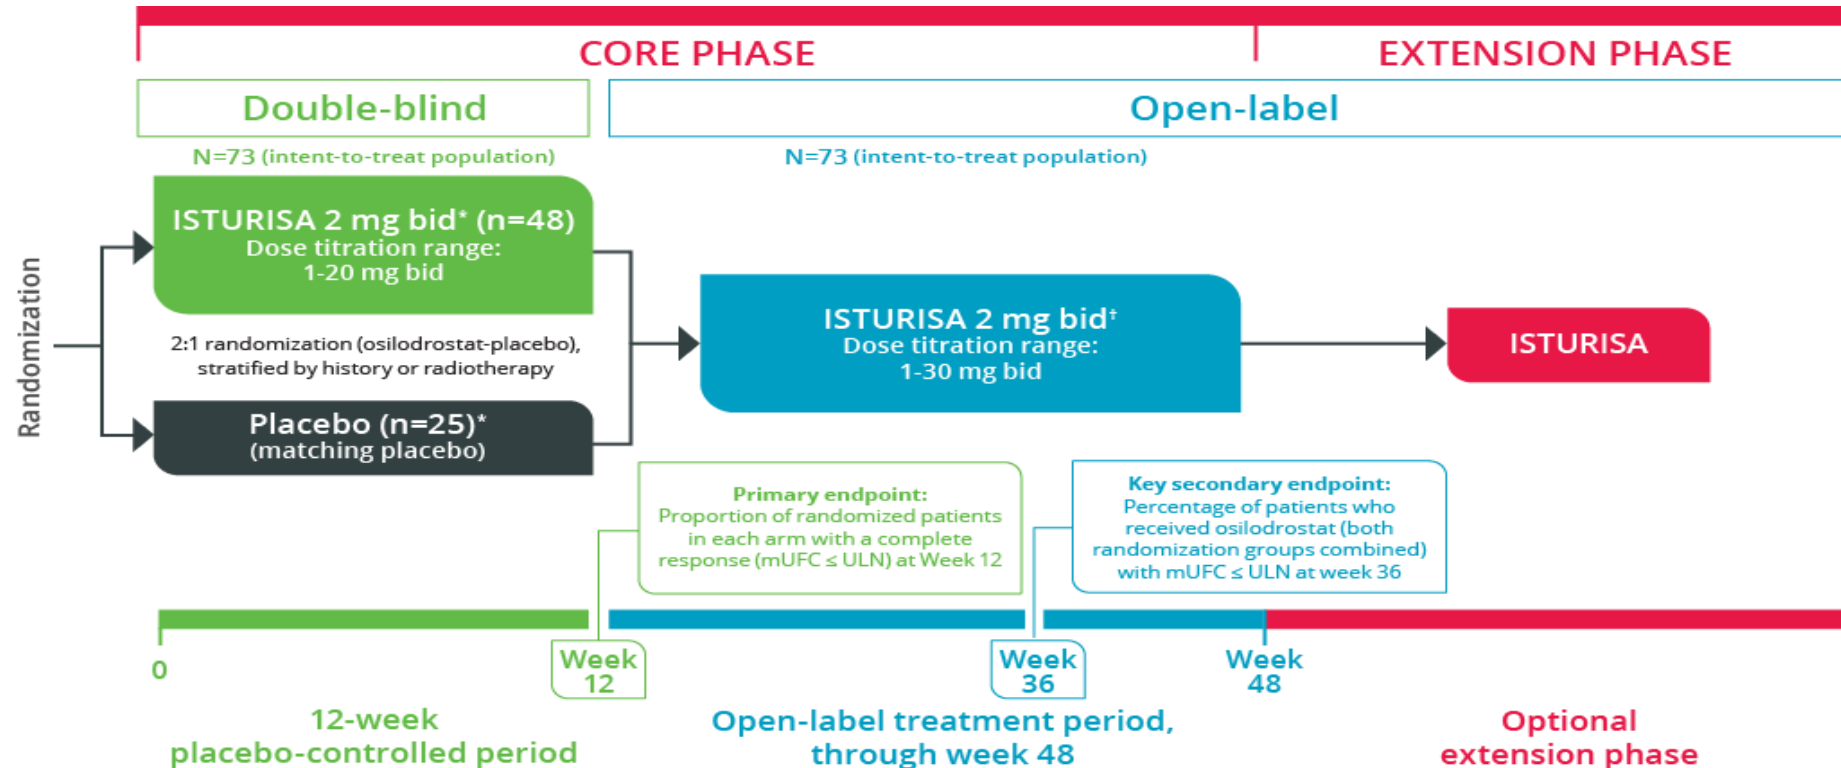 CORE PHASE
EXTENSION PHASE
Double-blind
Open-label
N=73 (intent-to-treat population)
N=73 (intent-to-treat population)
Randomization
ISTURISA 2 mg bid* (n=48)
Dose titration range:
1-20 mg bid
2:1 randomization (osilodrostat-placebo),
stratified by history or radiotherapy
Placebo (n=25)*
(matching placebo)
ISTURISA 2 mg bid†
Dose titration range:
1-30 mg bid
ISTURISA
Primary endpoint:
Proportion of randomized patients
in each arm with a complete
response (mUFC ≤ ULN) at Week 12
Key secondary endpoint:
Percentage of patients who
received osilodrostat (both
randomization groups combined)
with mUFC ≤ ULN at week 36
0
Week
12
Week
36
Week
48
12-week
placebo-controlled period
Open-label treatment period,
through week 48
Optional
extension phase